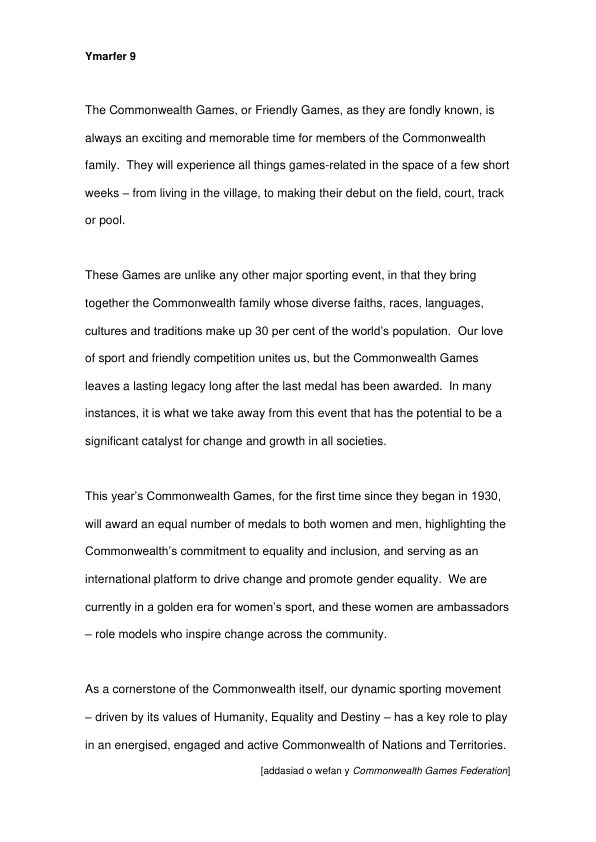 Ymarfer 9
The Commonwealth Games, or Friendly Games, as they are fondly known, is
always an exciting and memorable time for members of the Commonwealth
family.  They will experience all things games-related in the space of a few short
weeks – from living in the village, to making their debut on the field, court, track
or pool.
These Games are unlike any other major sporting event, in that they bring
together the Commonwealth family whose diverse faiths, races, languages,
cultures and traditions make up 30 per cent of the world’s population.  Our love
of sport and friendly competition unites us, but the Commonwealth Games
leaves a lasting legacy long after the last medal has been awarded.  In many
instances, it is what we take away from this event that has the potential to be a
significant catalyst for change and growth in all societies.
This year’s Commonwealth Games, for the first time since they began in 1930,
will award an equal number of medals to both women and men, highlighting the
Commonwealth’s commitment to equality and inclusion, and serving as an
international platform to drive change and promote gender equality.  We are
currently in a golden era for women’s sport, and these women are ambassadors
– role models who inspire change across the community.
As a cornerstone of the Commonwealth itself, our dynamic sporting movement
– driven by its values of Humanity, Equality and Destiny – has a key role to play
in an energised, engaged and active Commonwealth of Nations and Territories.
[addasiad o wefan y Commonwealth Games Federation]